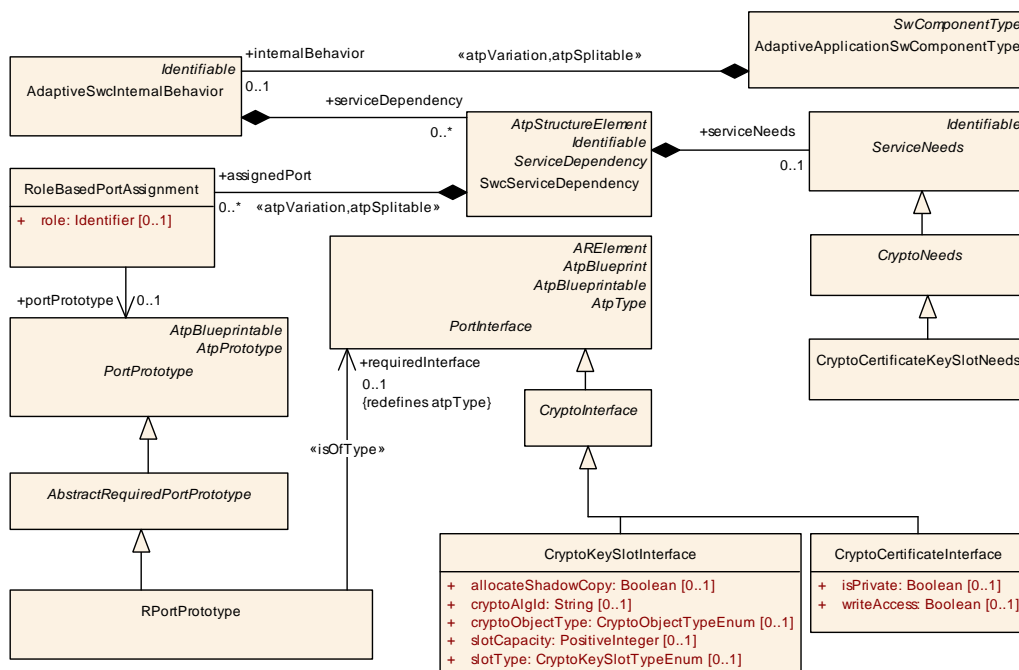 SwComponentType
AdaptiveApplicationSwComponentType
+internalBehavior
«atpVariation,atpSplitable»
0..1
Identifiable
AdaptiveSwcInternalBehavior
+serviceDependency
0..*
AtpStructureElement
Identifiable
ServiceDependency
SwcServiceDependency
+serviceNeeds
0..1
Identifiable
ServiceNeeds
RoleBasedPortAssignment
+ role: Identifier [0..1]
+assignedPort
0..*
«atpVariation,atpSplitable»
ARElement
AtpBlueprint
AtpBlueprintable
AtpType
PortInterface
CryptoNeeds
+portPrototype
0..1
AtpBlueprintable
AtpPrototype
PortPrototype
+requiredInterface
0..1
{redefines atpType}
CryptoCertificateKeySlotNeeds
CryptoInterface
«isOfType»
AbstractRequiredPortPrototype
RPortPrototype
CryptoKeySlotInterface
+ allocateShadowCopy: Boolean [0..1]
+ cryptoAlgId: String [0..1]
+ cryptoObjectType: CryptoObjectTypeEnum [0..1]
+ slotCapacity: PositiveInteger [0..1]
+ slotType: CryptoKeySlotTypeEnum [0..1]
CryptoCertificateInterface
+ isPrivate: Boolean [0..1]
+ writeAccess: Boolean [0..1]